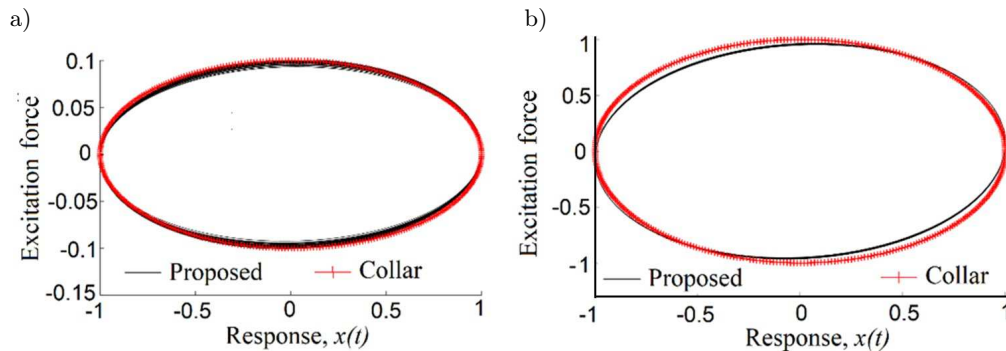 a)
Excitation force
0.1
0.05
0
-0.05
-0.1
-0.15
Proposed
Collar
-1
-0.5
0
0.5
1
Response, x(t)
b)
Excitation force
1
0.5
0
-0.5
-1
Proposed
Collar
-1
-0.5
0
0.5
1
Response, x(t)